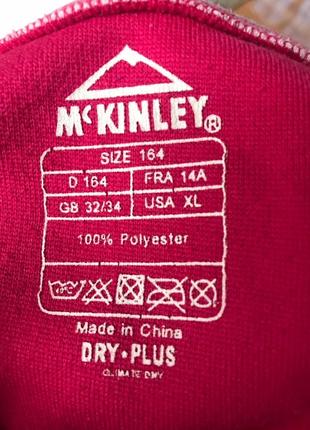 McKINLEY®
SIZE 164
D 164 FRA 14A
GB 32/34 USA XL
100% Polyester
Made in China
DRY•PLUS
CLIMATE DRY